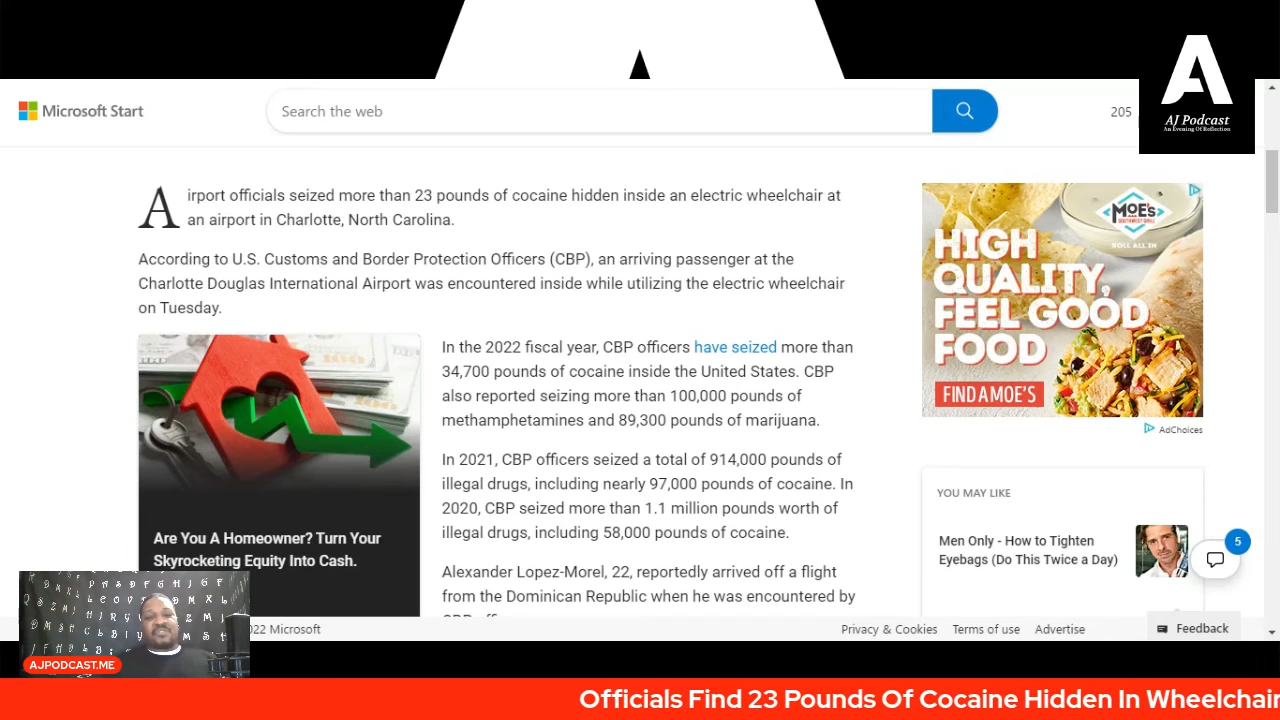 Microsoft Start
Search the web
205
A
AJ Podcast
An Evening Of Reflection
Airport officials seized more than 23 pounds of cocaine hidden inside an electric wheelchair at
an airport in Charlotte, North Carolina.
According to U.S. Customs and Border Protection Officers (CBP), an arriving passenger at the
Charlotte Douglas International Airport was encountered inside while utilizing the electric wheelchair
on Tuesday.
In the 2022 fiscal year, CBP officers have seized more than
34,700 pounds of cocaine inside the United States. CBP
also reported seizing more than 100,000 pounds of
methamphetamines and 89,300 pounds of marijuana.
In 2021, CBP officers seized a total of 914,000 pounds of
illegal drugs, including nearly 97,000 pounds of cocaine. In
2020, CBP seized more than 1.1 million pounds worth of
illegal drugs, including 58,000 pounds of cocaine.
Alexander Lopez-Morel, 22, reportedly arrived off a flight
from the Dominican Republic when he was encountered by
Are You A Homeowner? Turn Your
Skyrocketing Equity Into Cash.
MOE'S
SOUTHWEST GRILL
ROLL ALL IN
HIGH
QUALITY,
FEEL GOOD
FOOD
FIND A MOE'S
AdChoices
YOU MAY LIKE
Men Only - How to Tighten
Eyebags (Do This Twice a Day)
5
2022 Microsoft
Privacy & Cookies
Terms of use
Advertise
Feedback
AJPODCAST.ME
Officials Find 23 Pounds Of Cocaine Hidden In Wheelchair